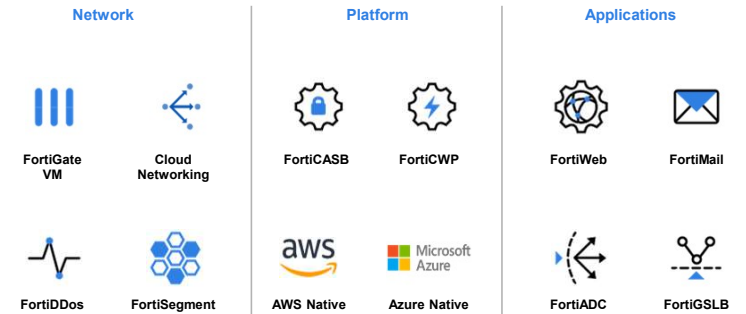 Network
Platform
Applications
FortiGate
VM
Cloud
Networking
FortiCASB
FortiCWP
FortiWeb
FortiMail
aws
Microsoft
Azure
FortiDDos
FortiSegment
AWS Native
Azure Native
FortiADC
FortiGSLB